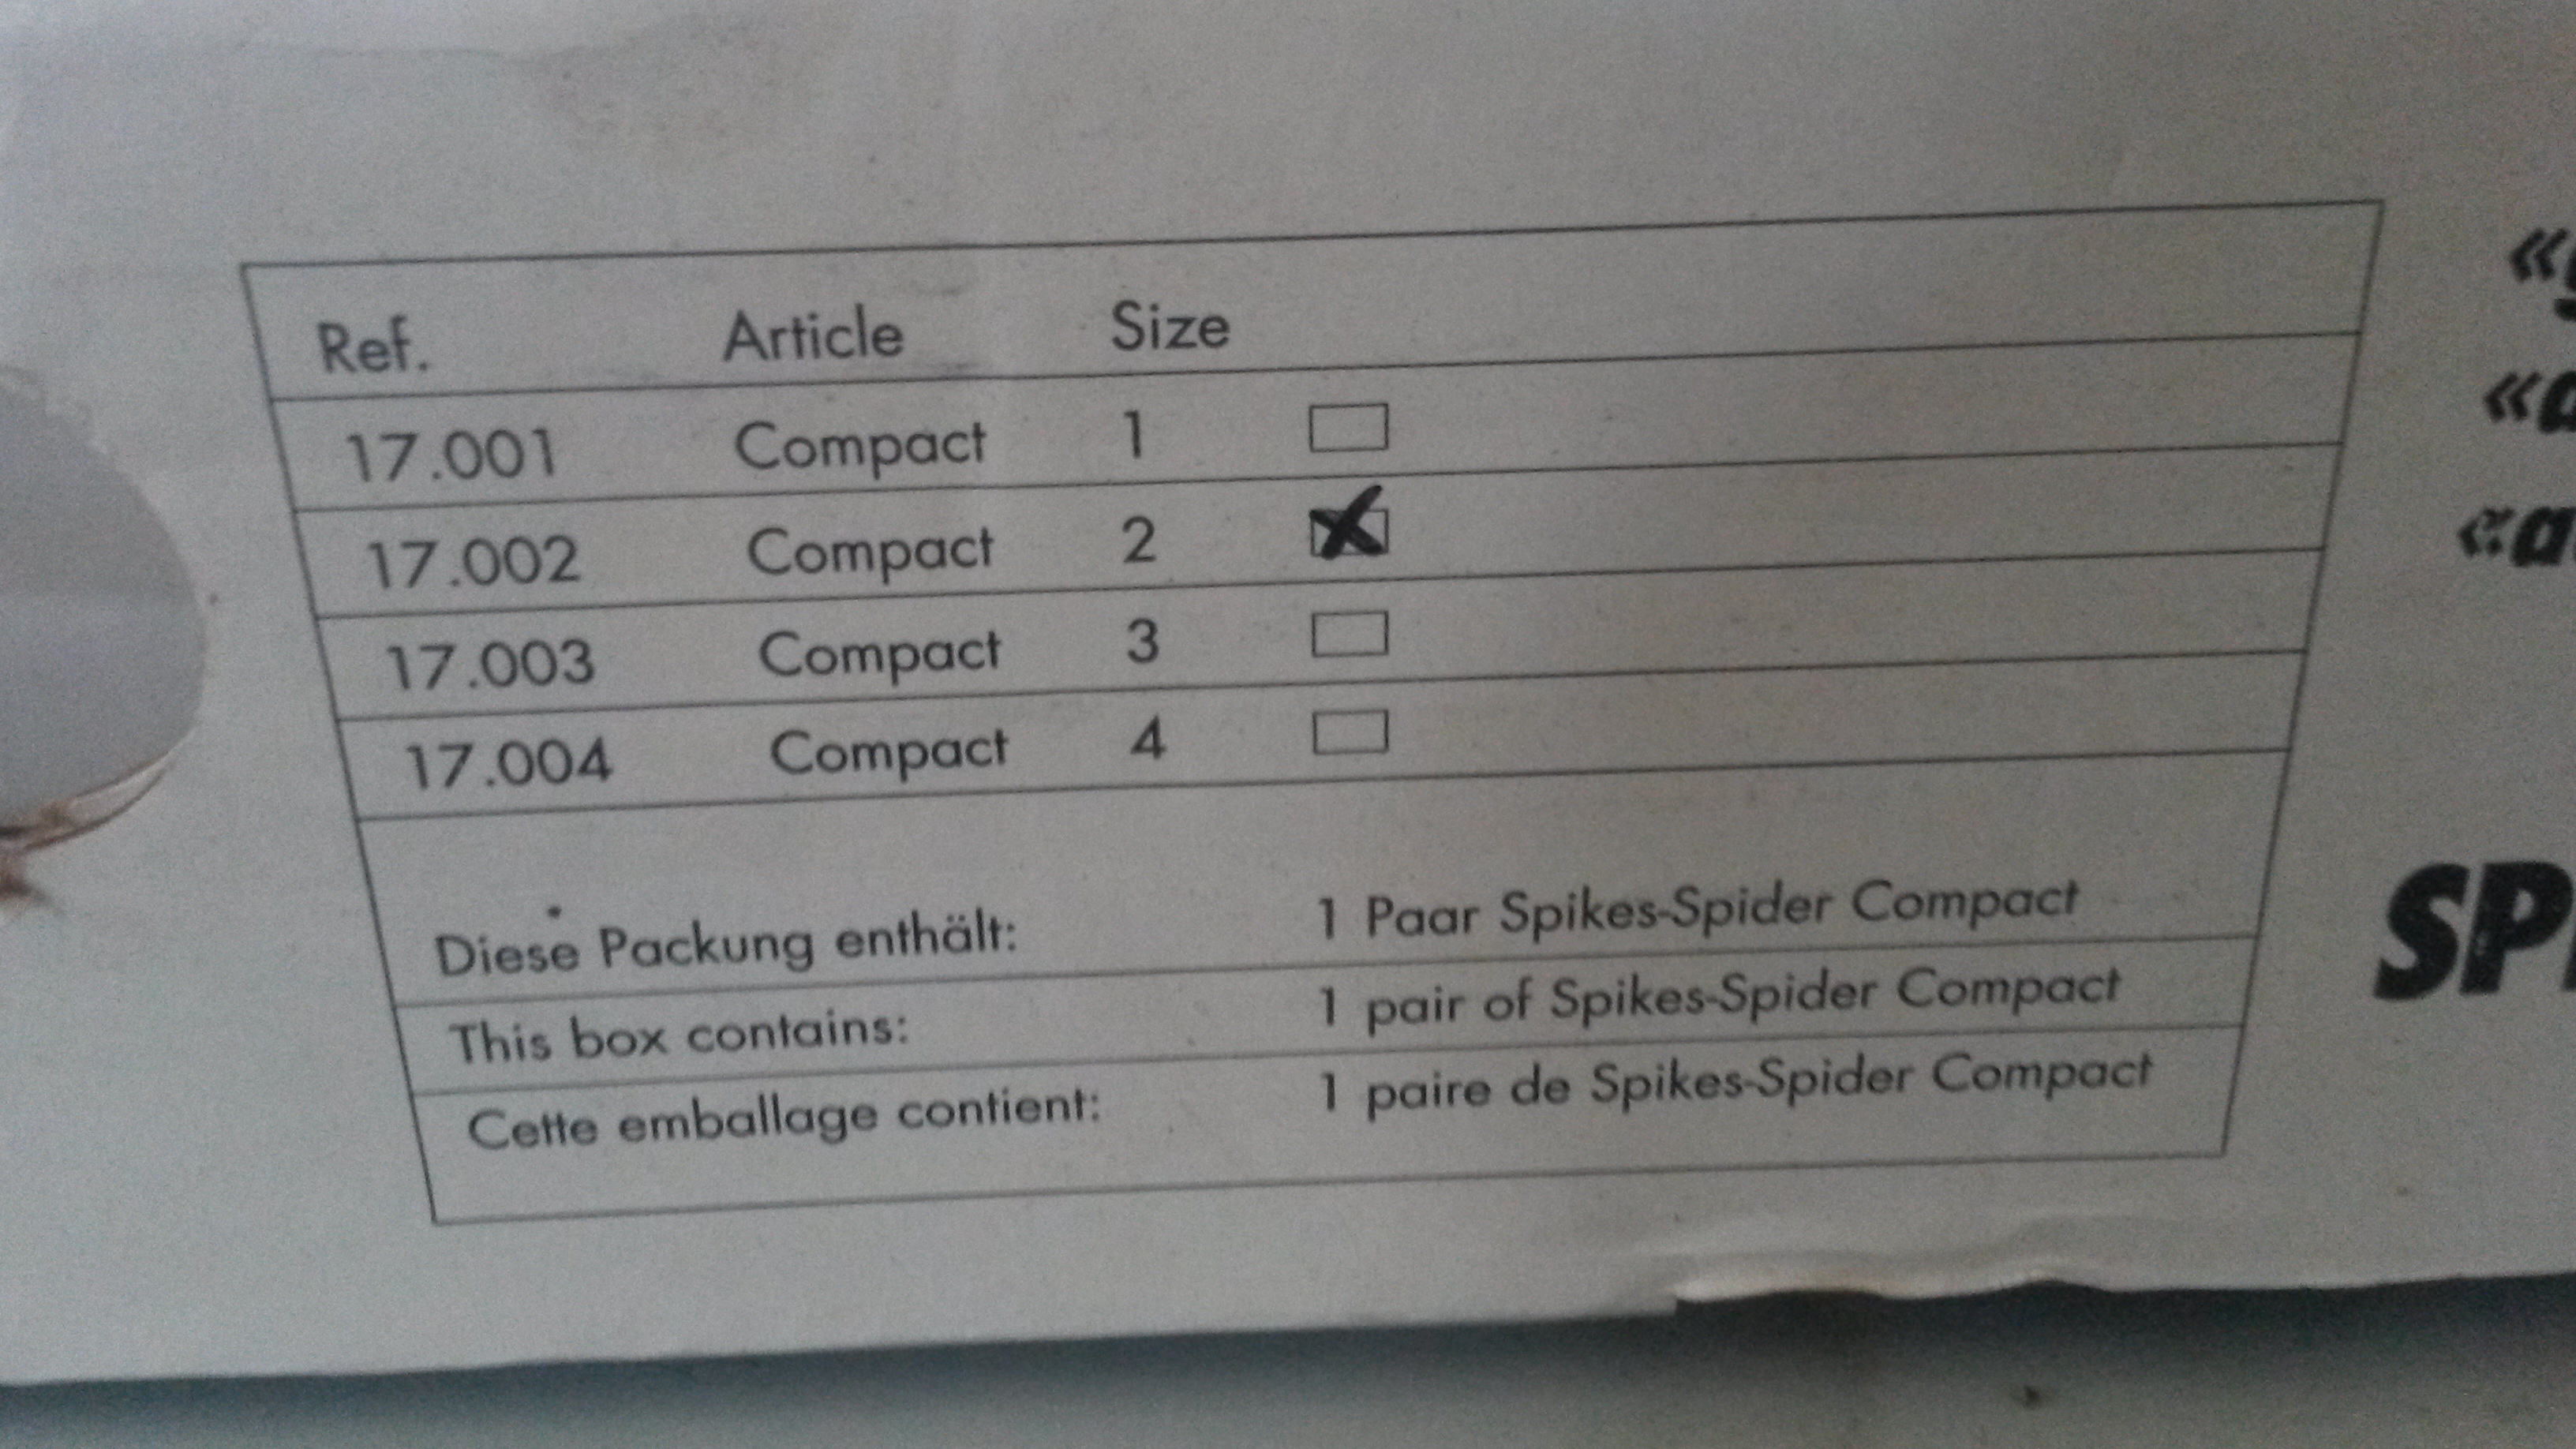 Ref. Article Size
17.001 Compact 1
17.002 Compact 2
17.003 Compact 3
17.004 Compact 4
Diese Packung enthält: 1 Paar Spikes-Spider Compact
This box contains: 1 pair of Spikes-Spider Compact
Cette emballage contient: 1 paire de Spikes-Spider Compact